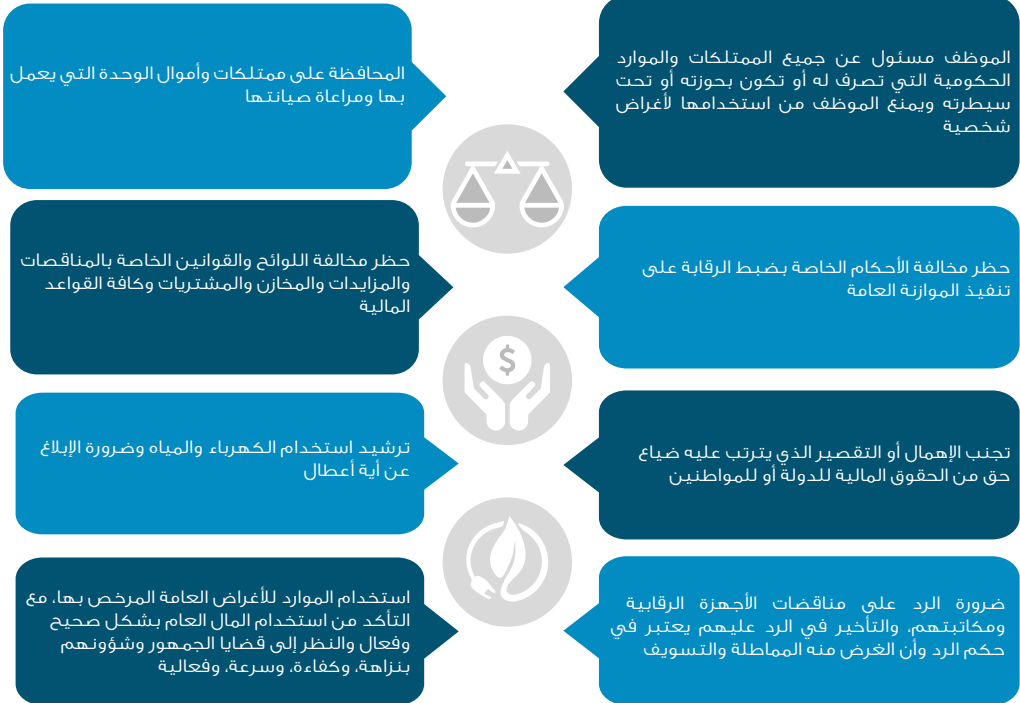 الموظف مسئول عن جميع الممتلكات والموارد
الحكومية التي تصرف له أو تكون بحوزته أو تحت
سيطرته ويمنع الموظف من استخدامها لأغراض
شخصية
المحافظة على ممتلكات وأموال الوحدة التي يعمل
بها ومراعاة صيانتها
حظر مخالفة الأحكام الخاصة بضبط الرقابة على
تنفيذ الموازنة العامة
حظر مخالفة اللوائح والقوانين الخاصة بالمناقصات
والمزايدات والمخازن والمشتريات وكافة القواعد
المالية
تجنب الإهمال أو التقصير الذي يترتب عليه ضياع
حق من الحقوق المالية للدولة أو للمواطنين
ترشيد استخدام الكهرباء والمياه وضرورة الإبلاغ
عن أية أعطال
ضرورة الرد على مناقضات الأجهزة الرقابية
ومكاتبتهم، والتأخير في الرد عليهم يعتبر في
حكم الرد وأن الغرض منه المماطلة والتسويف
استخدام الموارد للأغراض العامة المرخص بها، مع
التأكد من استخدام المال العام بشكل صحيح
وفعال والنظر إلى قضايا الجمهور وشؤونهم
بنزاهة، وكفاءة، وسرعة، وفعالية
$